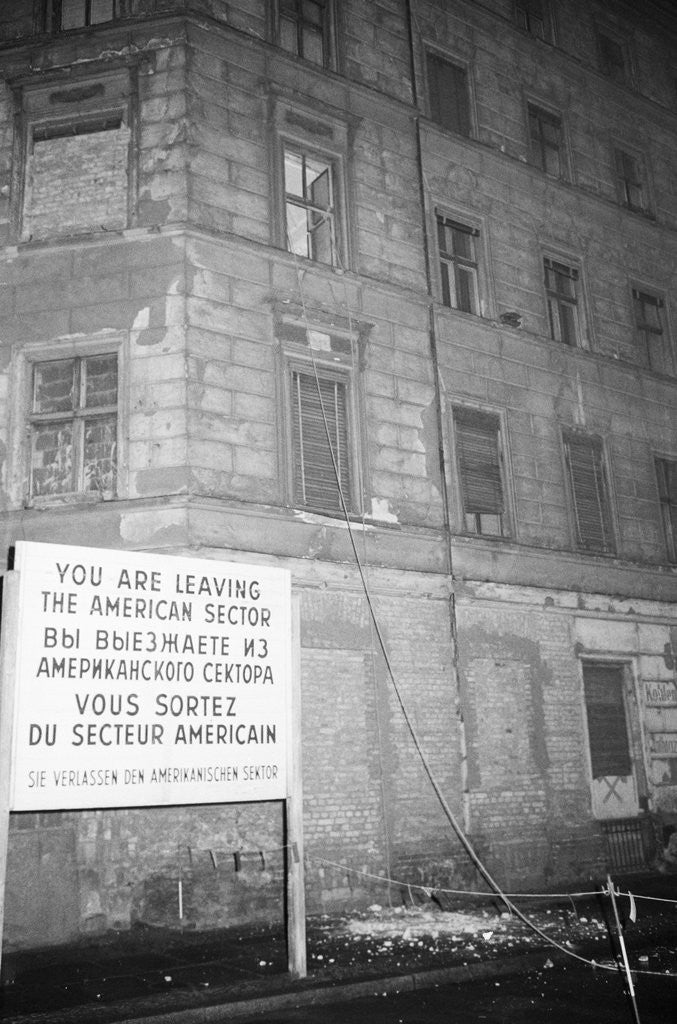 YOU ARE LEAVING
THE AMERICAN SECTOR
ВЫ ВЫЕЗЖАЕТЕ ИЗ
АМЕРИКАНСКОГО СЕКТОРА
VOUS SORTEZ
DU SECTEUR AMERICAIN
SIE VERLASSEN DEN AMERIKANISCHEN SEKTOR
Kohlen